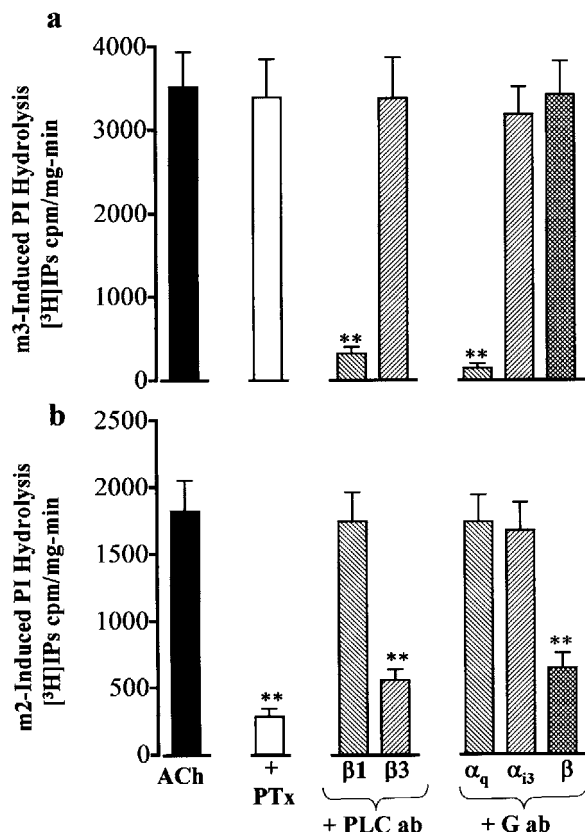 a
m3-Induced PI Hydrolysis
[³H]IPs cpm/mg-min
4000
3000
2000
1000
0
**
**
b
m2-Induced PI Hydrolysis
[³H]IPs cpm/mg-min
2500
2000
1500
1000
500
0
**
**
**
ACh
+
PTx
β1 β3
+ PLC ab
αq αi3 β
+ G ab